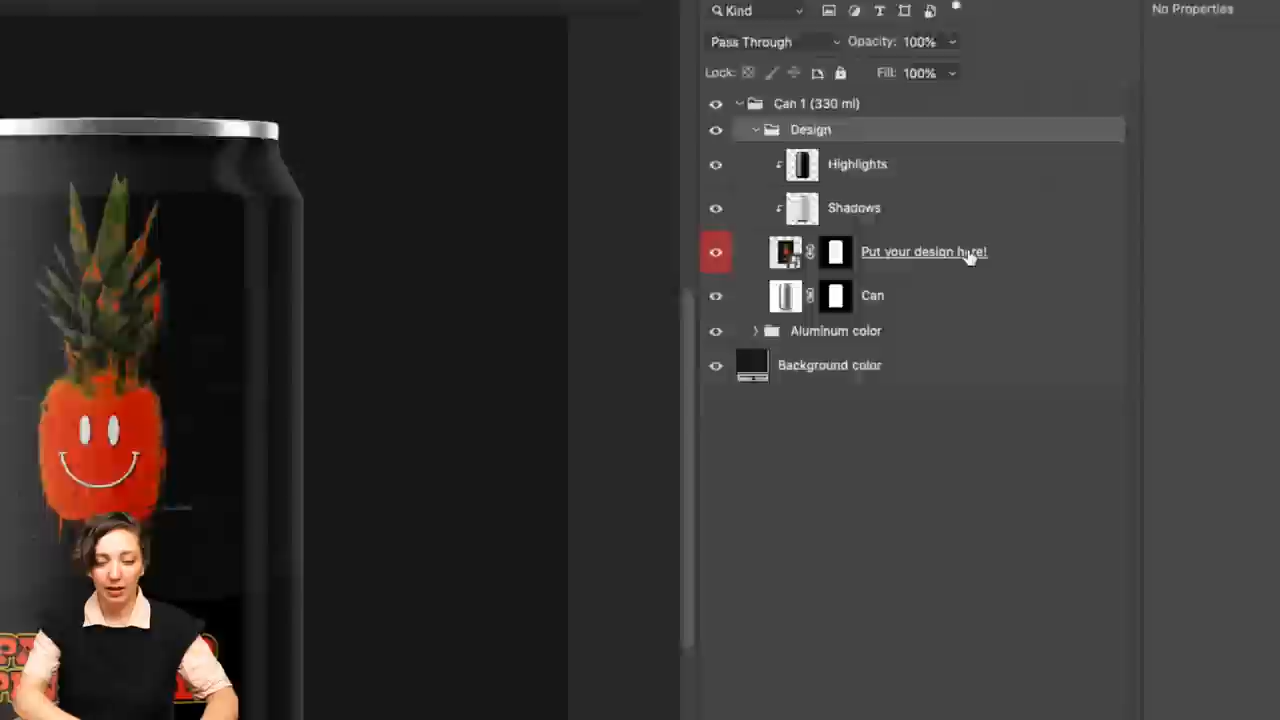 Kind
No Properties
Pass Through Opacity: 100%
Lock: Fill: 100%
Can 1 (330 ml)
Design
Highlights
Shadows
Put your design here!
Can
Aluminum color
Background color